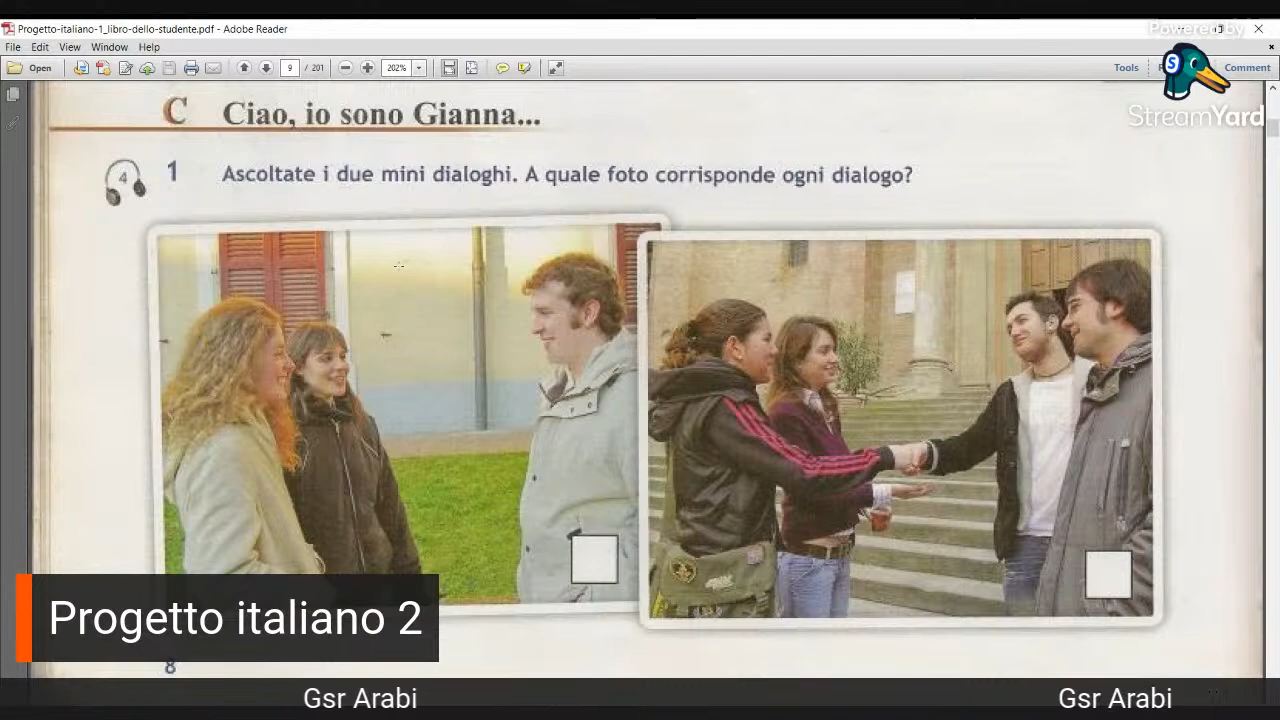 Progetto-italiano-1_libro-dello-studente.pdf - Adobe Reader
Powered by
File Edit View Window Help
Open 9 / 201 202% Tools Comment
StreamYard
C Ciao, io sono Gianna...
4 1 Ascoltate i due mini dialoghi. A quale foto corrisponde ogni dialogo?
Progetto italiano 2
8
Gsr Arabi Gsr Arabi